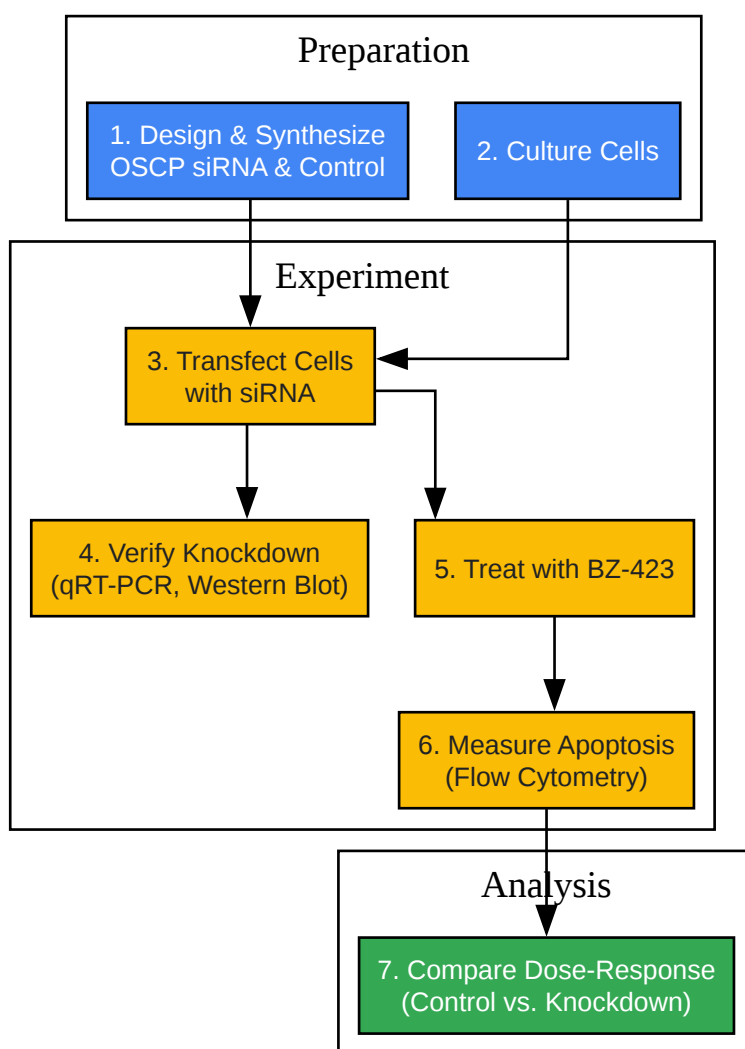 Preparation
1. Design & Synthesize
OSCP siRNA & Control
2. Culture Cells
Experiment
3. Transfect Cells
with siRNA
4. Verify Knockdown
(qRT-PCR, Western Blot)
5. Treat with BZ-423
6. Measure Apoptosis
(Flow Cytometry)
Analysis
7. Compare Dose-Response
(Control vs. Knockdown)